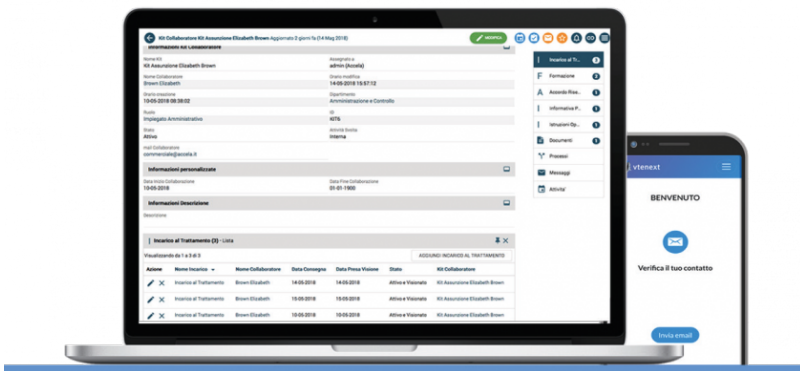 Kit Collaboratore Kit Assunzione Elizabeth Brown Aggiornato 2 giorni fa (14 Mag 2018)
MODIFICA
Informazioni Kit Collaboratore
Nome Kit
Kit Assunzione Elizabeth Brown
Assegnato a
admin (Accela)
Nome Collaboratore
Brown Elizabeth
Orario modifica
14-05-2018 15:57:12
Orario creazione
10-05-2018 08:38:02
Dipartimento
Amministrazione e Controllo
Ruolo
Impiegato Amministrativo
ID
4076
Stato
Attivo
Attività Svolta
Interna
mail Collaboratore
commerciale@accela.it
Informazioni personalizzate
Data Inizio Collaborazione
10-05-2018
Data Fine Collaborazione
01-01-1900
Informazioni Descrizione
Descrizione
Incarico al Trattamento (3) - Lista
Visualizzando da 1 a 3 di 3
AGGIUNGI INCARICO AL TRATTAMENTO
Azione Nome Incarico Nome Collaboratore Data Consegna Data Presa Visione Stato Kit Collaboratore
Incarico al Trattamento Brown Elizabeth 14-05-2018 14-05-2018 Attivo e Visionato Kit Assunzione Elizabeth Brown
Incarico al Trattamento Brown Elizabeth 15-05-2018 15-05-2018 Attivo e Visionato Kit Assunzione Elizabeth Brown
Incarico al Trattamento Brown Elizabeth 10-05-2018 10-05-2018 Attivo e Visionato Kit Assunzione Elizabeth Brown
I Incarico al Tr...
F Formazione
A Accordo Rise...
I Informativa P...
I Istruzioni Op...
Documenti
Processi
Messaggi
Attivita'
vtenext
BENVENUTO
Verifica il tuo contatto
Invia email